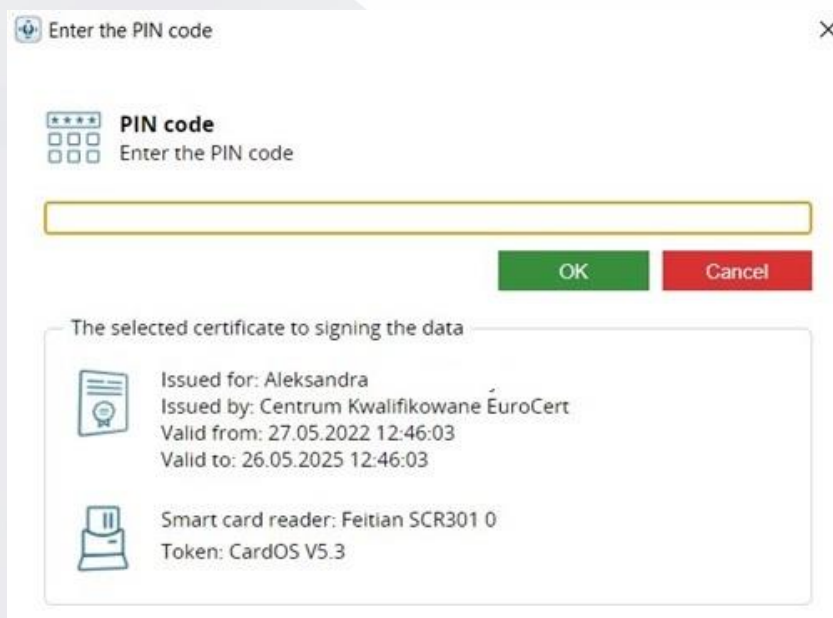 Enter the PIN code
PIN code
Enter the PIN code
OK
Cancel
The selected certificate to signing the data
Issued for: Aleksandra
Issued by: Centrum Kwalifikowane EuroCert
Valid from: 27.05.2022 12:46:03
Valid to: 26.05.2025 12:46:03
Smart card reader: Feitian SCR301 0
Token: CardOS V5.3